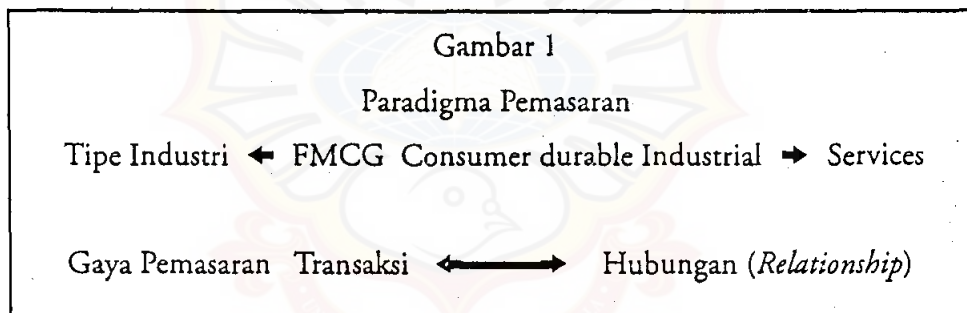 Gambar 1
Paradigma Pemasaran
Tipe Industri ← FMCG Consumer durable Industrial → Services
Gaya Pemasaran Transaksi ↔ Hubungan (Relationship)